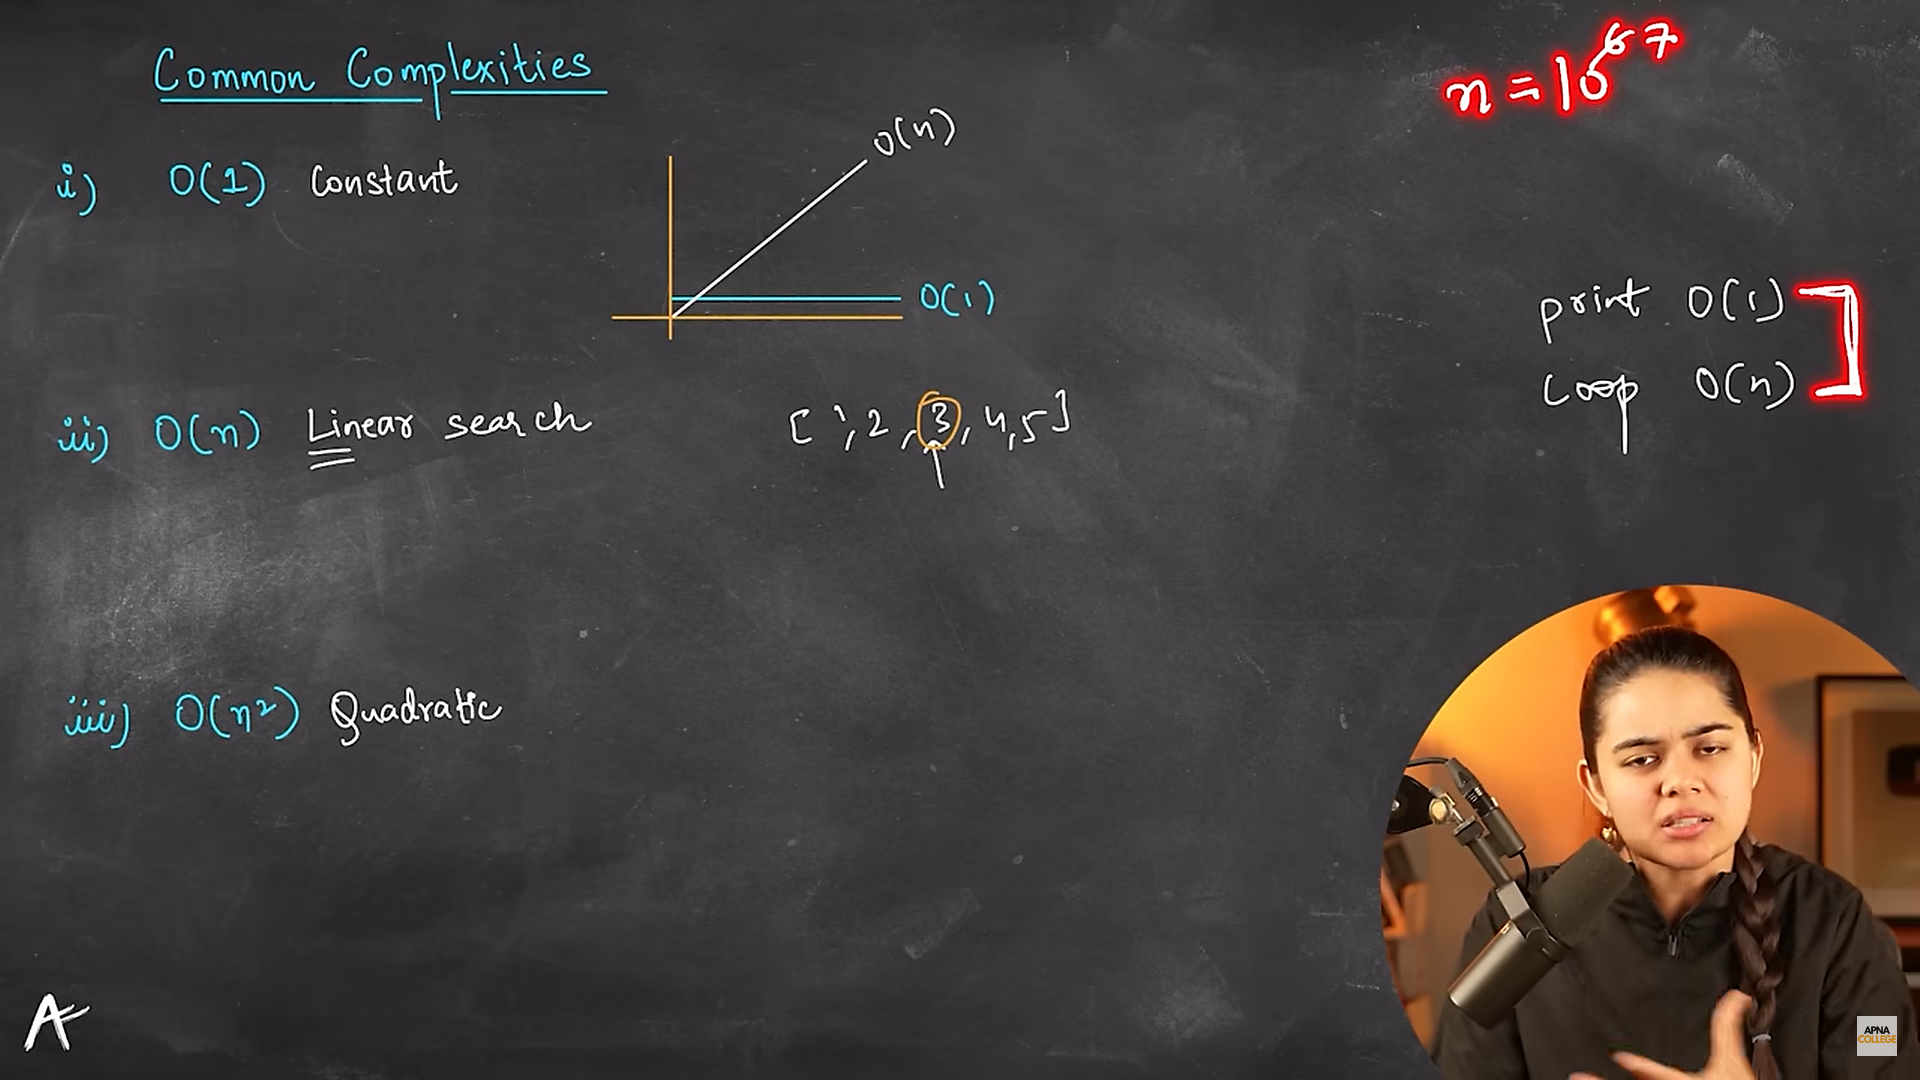 Common Complexities
n = 10^6 7
i) O(1) Constant
O(n)
O(1)
print O(1)
loop O(n)
ii) O(n) Linear search
[1,2,3,4,5]
iii) O(n²) Quadratic
APNA
COLLEGE